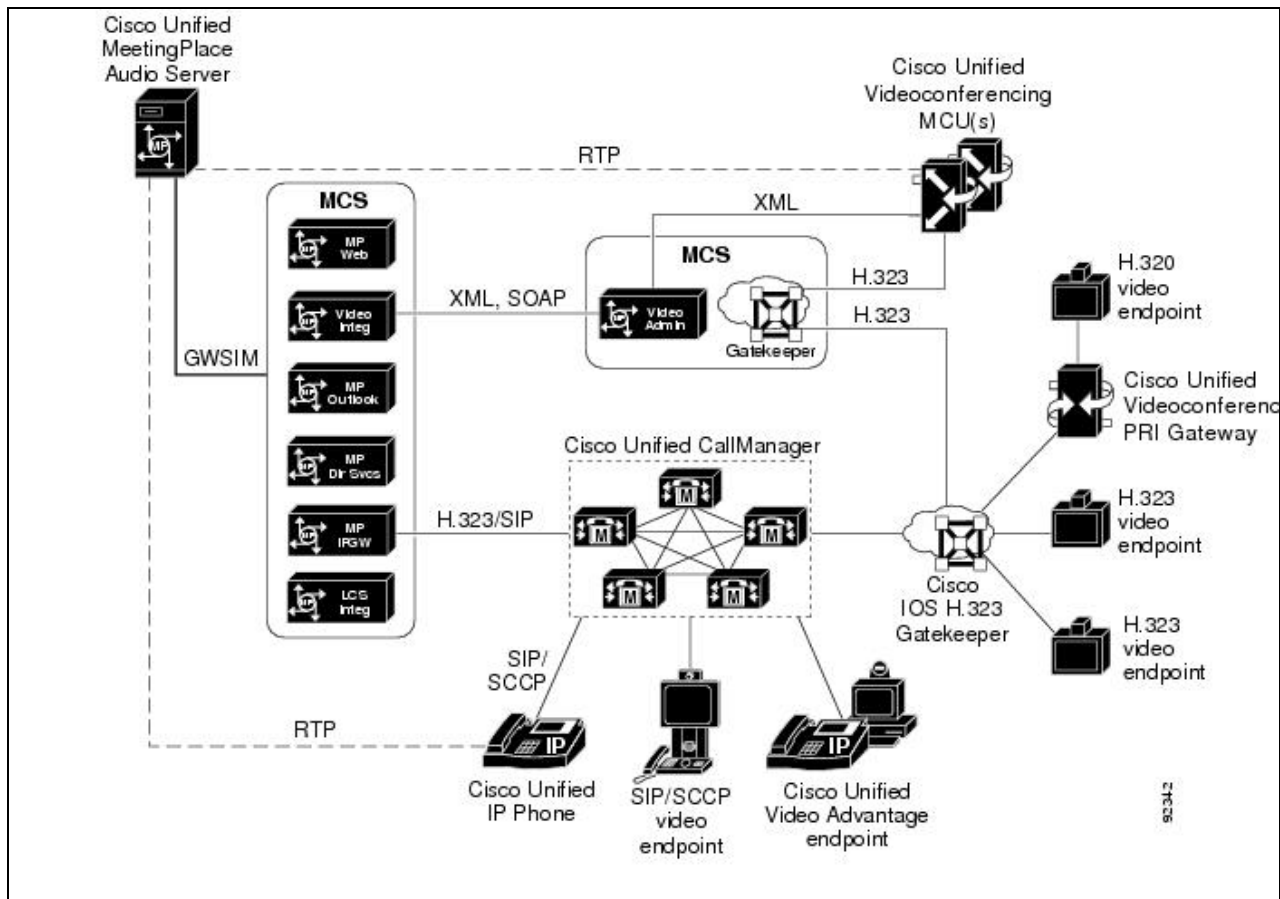 Cisco Unified
MeetingPlace
Audio Server
MP
Cisco Unified
Videoconferencing
MCU(s)
RTP
XML
MCS
MP
Web
Video
Integ
MP
Outlook
MP
Dir Svcs
MP
IPGW
LCS
Integ
GWSIM
XML, SOAP
MCS
Video
Admin
Gatekeeper
H.323
H.323
H.320
video
endpoint
Cisco Unified
Videoconferenc
PRI Gateway
Cisco Unified CallManager
M
M
M
M
M
H.323/SIP
Cisco
IOS H.323
Gatekeeper
H.323
video
endpoint
H.323
video
endpoint
SIP/
SCCP
RTP
IP
Cisco Unified
IP Phone
SIP/SCCP
video
endpoint
IP
Cisco Unified
Video Advantage
endpoint
92342